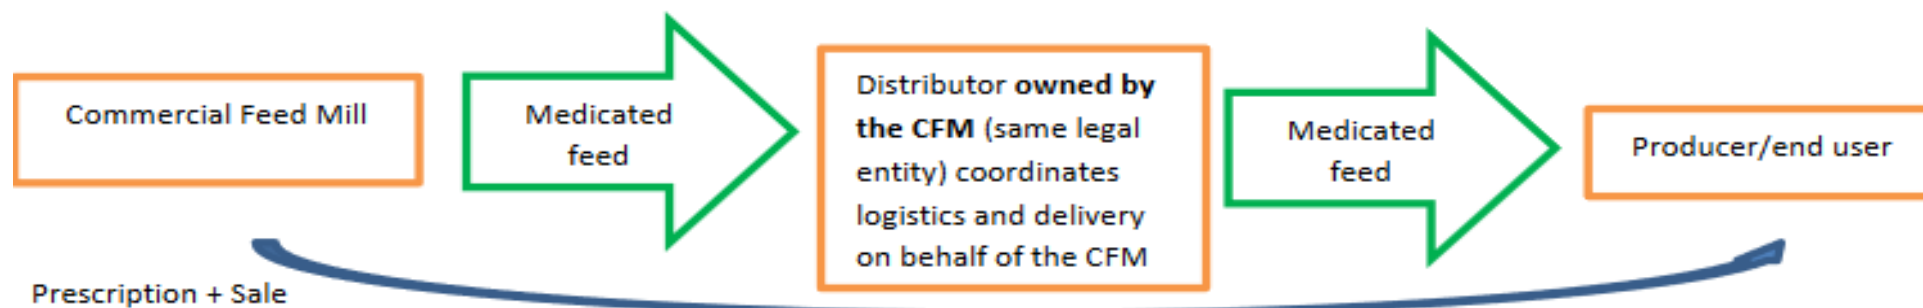 Commercial Feed Mill
Medicated
feed
Distributor owned by
the CFM (same legal
entity) coordinates
logistics and delivery
on behalf of the CFM
Medicated
feed
Producer/end user
Prescription + Sale